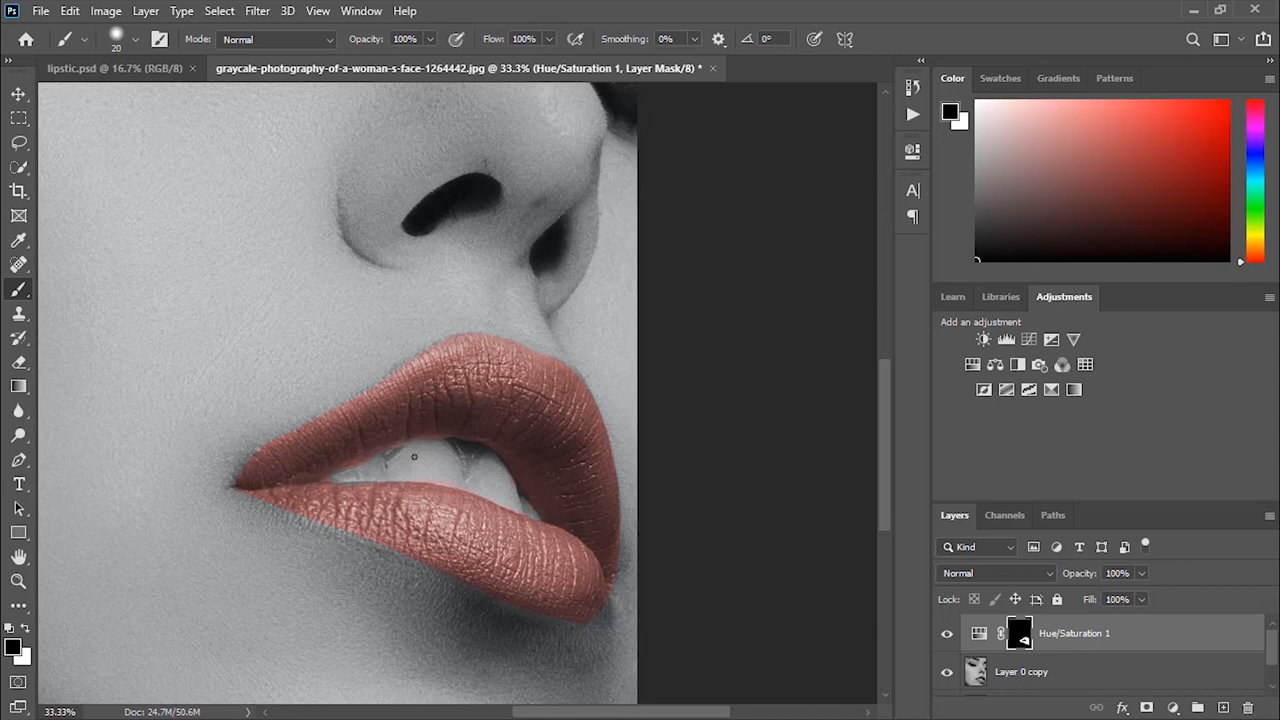 Ps File Edit Image Layer Type Select Filter 3D View Window Help
20 Mode: Normal Opacity: 100% Flow: 100% Smoothing: 0% 0°
lipstic.psd @ 16.7% (RGB/8) × graycale-photography-of-a-woman-s-face-1264442.jpg @ 33.3% (Hue/Saturation 1, Layer Mask/8) * ×
Color Swatches Gradients Patterns
Learn Libraries Adjustments
Add an adjustment
Layers Channels Paths
Kind
Normal Opacity: 100%
Lock: Fill: 100%
Hue/Saturation 1
Layer 0 copy
33.33% Doc: 24.7M/50.6M